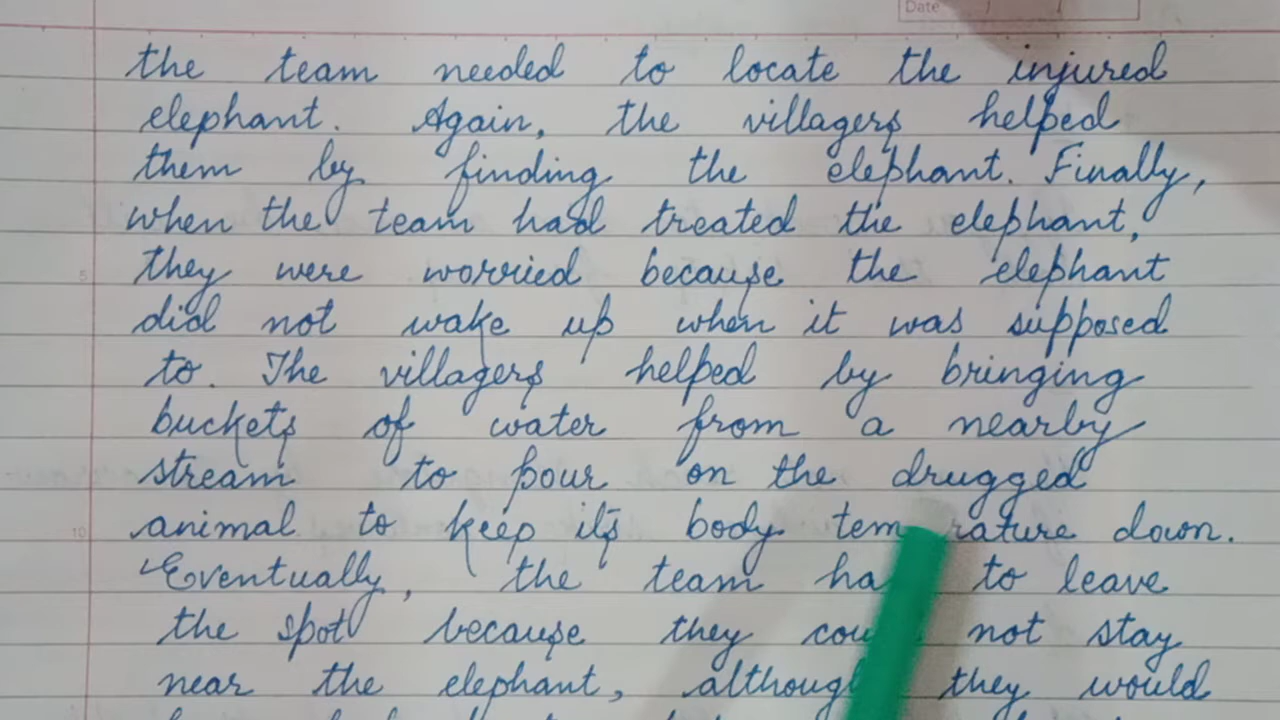 Date
the team needed to locate the injured
elephant. Again, the villagers helped
them by finding the elephant. Finally,
when the team had treated the elephant,
5 they were worried because the elephant
did not wake up when it was supposed
to. The villagers helped by bringing
buckets of water from a nearby
stream to pour on the drugged
10 animal to keep its body down.
Eventually, the team to leave
the spot because they not stay
near the elephant, although they would